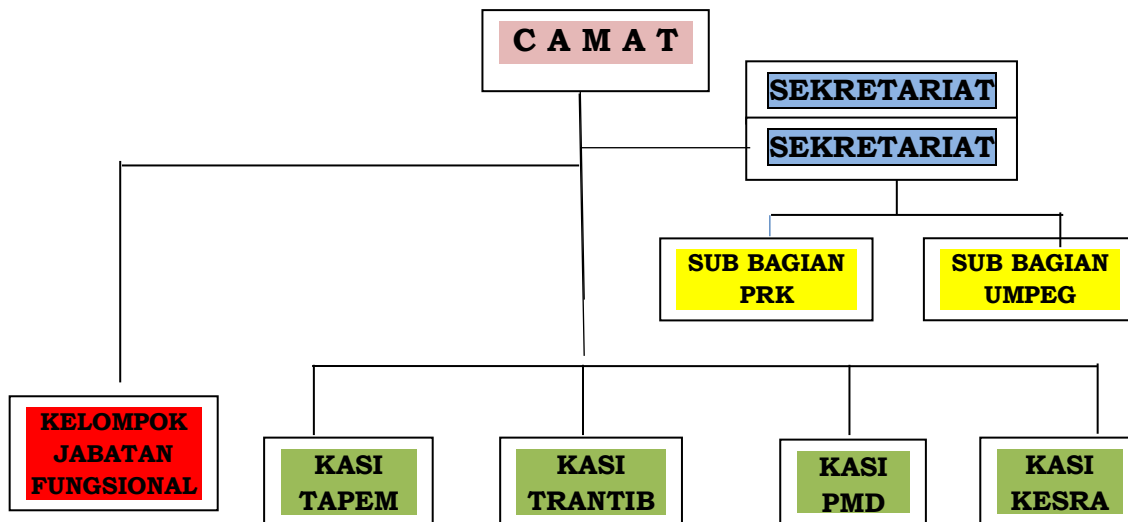 C A M A T
SEKRETARIAT
SEKRETARIAT
SUB BAGIAN
PRK
SUB BAGIAN
UMPEG
KELOMPOK
JABATAN
FUNGSIONAL
KASI
TAPEM
KASI
TRANTIB
KASI
PMD
KASI
KESRA